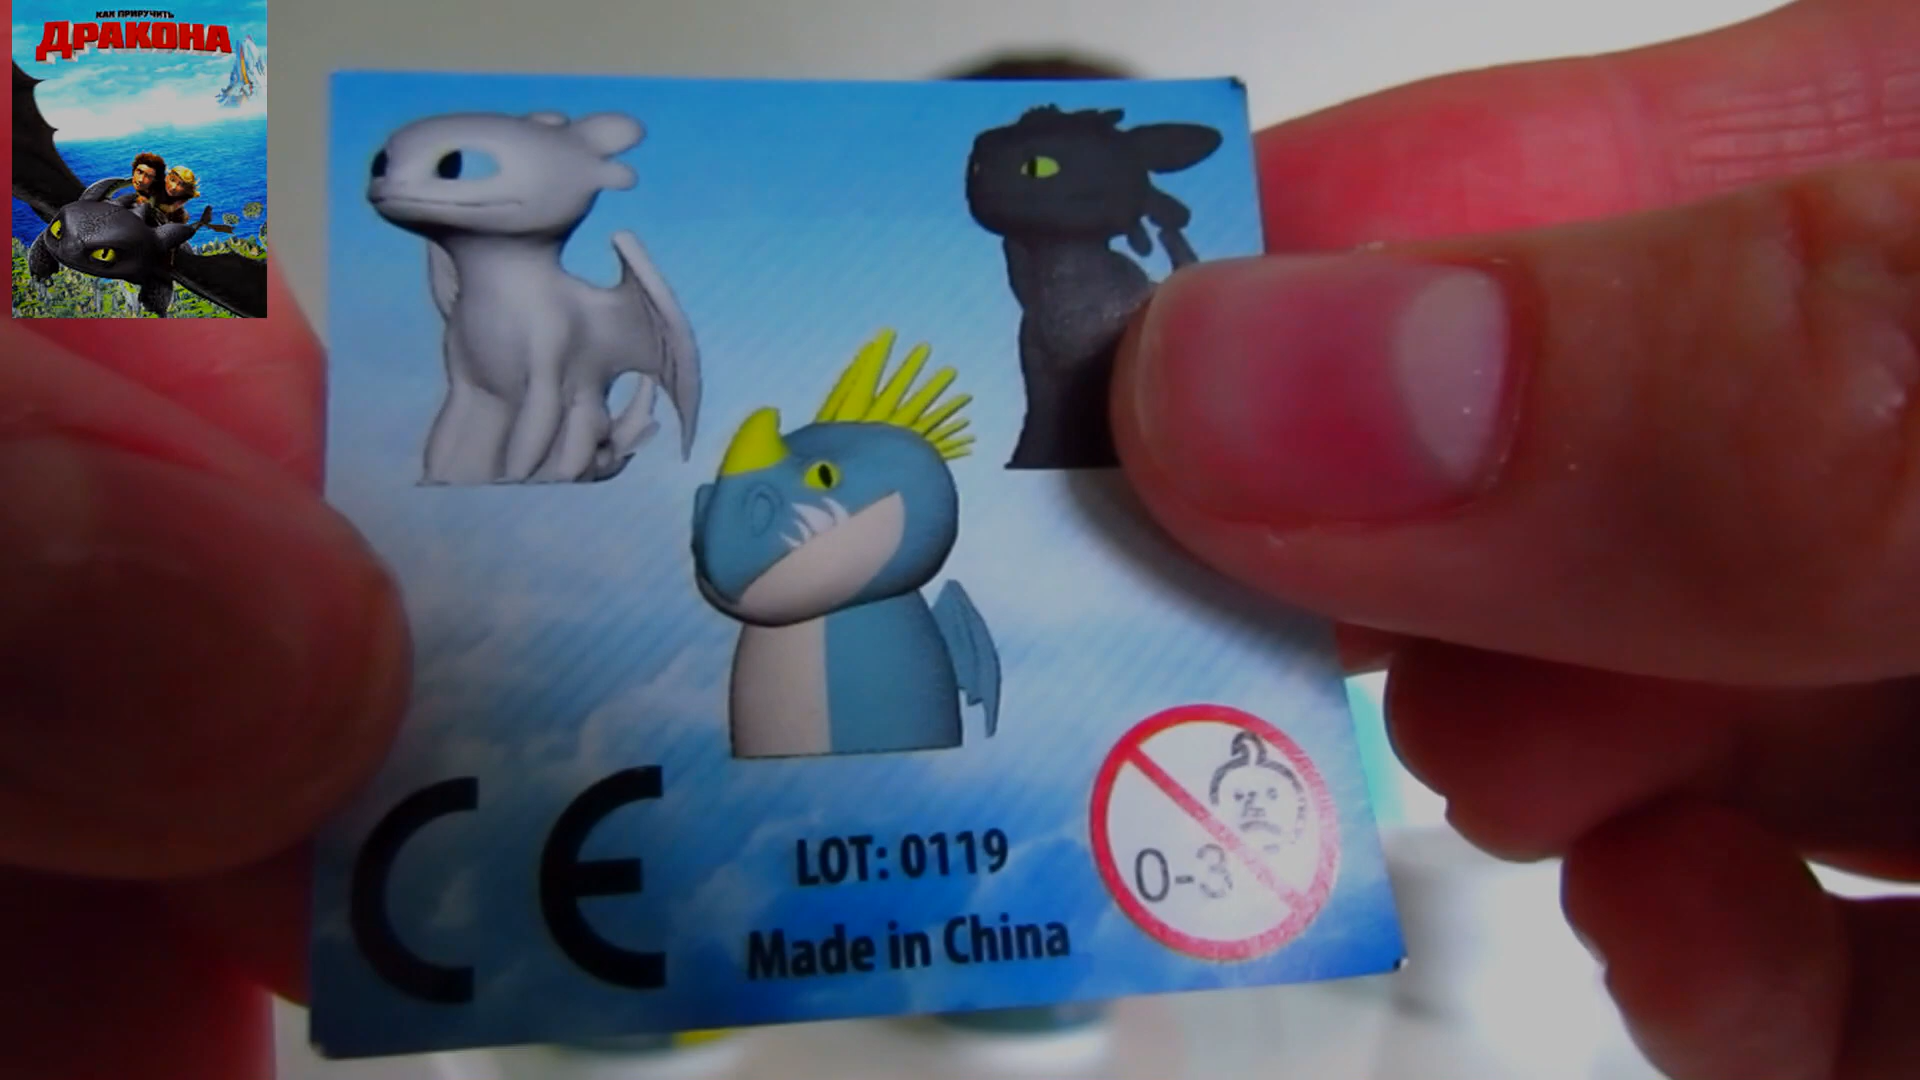 КАК ПРИРУЧИТЬ
ДРАКОНА
CE
LOT: 0119
Made in China
0-3